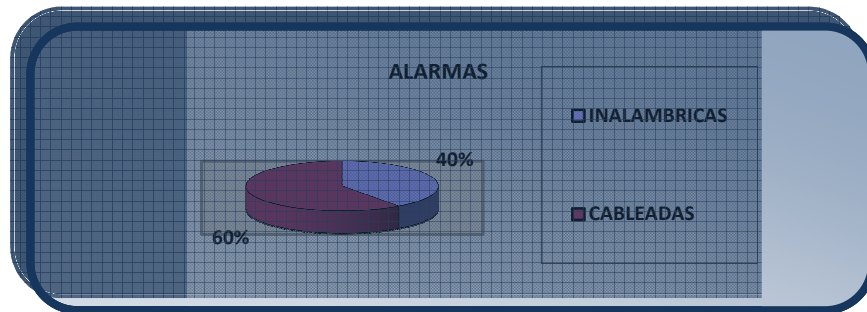 ALARMAS
INALAMBRICAS
40%
CABLEADAS
60%